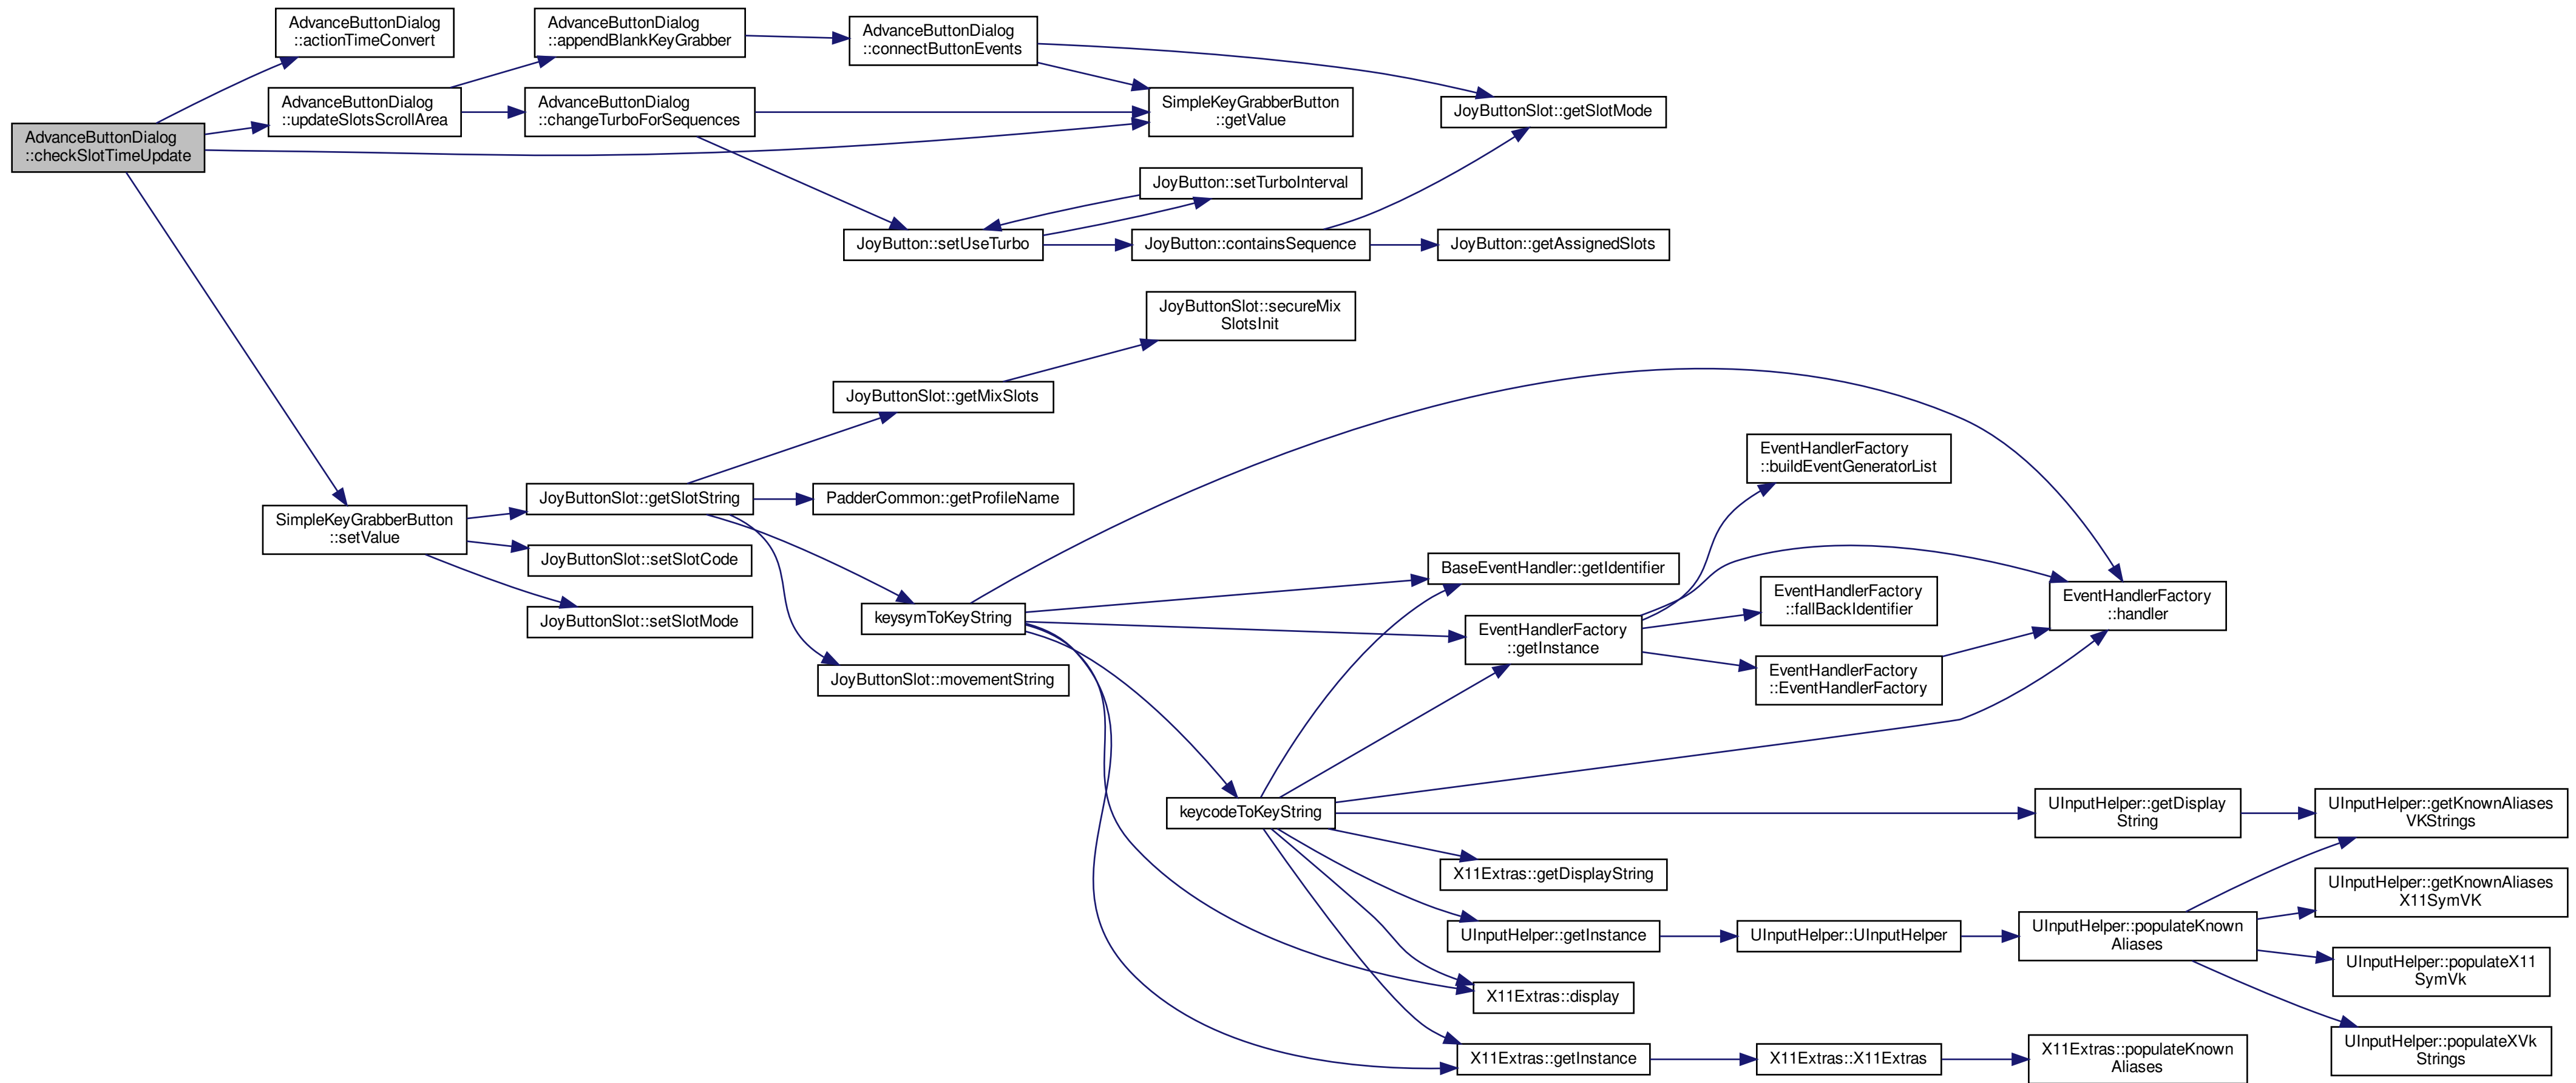 AdvanceButtonDialog
::checkSlotTimeUpdate
AdvanceButtonDialog
::actionTimeConvert
AdvanceButtonDialog
::updateSlotsScrollArea
AdvanceButtonDialog
::appendBlankKeyGrabber
AdvanceButtonDialog
::changeTurboForSequences
AdvanceButtonDialog
::connectButtonEvents
SimpleKeyGrabberButton
::getValue
JoyButtonSlot::getSlotMode
JoyButton::setTurboInterval
JoyButton::setUseTurbo
JoyButton::containsSequence
JoyButton::getAssignedSlots
JoyButtonSlot::secureMix
SlotsInit
JoyButtonSlot::getMixSlots
SimpleKeyGrabberButton
::setValue
JoyButtonSlot::getSlotString
PadderCommon::getProfileName
JoyButtonSlot::setSlotCode
JoyButtonSlot::setSlotMode
keysymToKeyString
JoyButtonSlot::movementString
EventHandlerFactory
::buildEventGeneratorList
BaseEventHandler::getIdentifier
EventHandlerFactory
::getInstance
EventHandlerFactory
::fallBackIdentifier
EventHandlerFactory
::EventHandlerFactory
EventHandlerFactory
::handler
keycodeToKeyString
UInputHelper::getDisplay
String
UInputHelper::getKnownAliases
VKStrings
X11Extras::getDisplayString
UInputHelper::getInstance
UInputHelper::UInputHelper
UInputHelper::populateKnown
Aliases
UInputHelper::getKnownAliases
X11SymVK
UInputHelper::populateX11
SymVk
UInputHelper::populateXVk
Strings
X11Extras::display
X11Extras::getInstance
X11Extras::X11Extras
X11Extras::populateKnown
Aliases